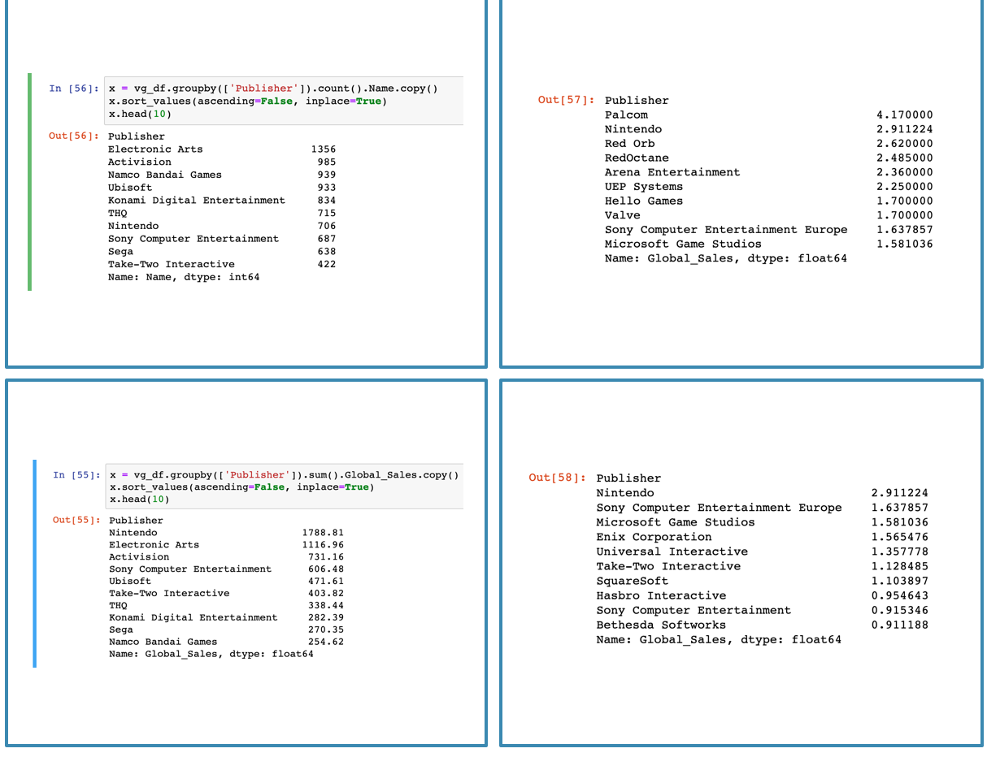 In [56]: x = vg_df.groupby(['Publisher']).count().Name.copy()
x.sort_values(ascending=False, inplace=True)
x.head(10)
Out[56]: Publisher
Electronic Arts 1356
Activision 985
Namco Bandai Games 939
Ubisoft 933
Konami Digital Entertainment 834
THQ 715
Nintendo 706
Sony Computer Entertainment 687
Sega 638
Take-Two Interactive 422
Name: Name, dtype: int64
Out[57]: Publisher
Palcom 4.170000
Nintendo 2.911224
Red Orb 2.620000
RedOctane 2.485000
Arena Entertainment 2.360000
UEP Systems 2.250000
Hello Games 1.700000
Valve 1.700000
Sony Computer Entertainment Europe 1.637857
Microsoft Game Studios 1.581036
Name: Global_Sales, dtype: float64
In [55]: x = vg_df.groupby(['Publisher']).sum().Global_Sales.copy()
x.sort_values(ascending=False, inplace=True)
x.head(10)
Out[55]: Publisher
Nintendo 1788.81
Electronic Arts 1116.96
Activision 731.16
Sony Computer Entertainment 606.48
Ubisoft 471.61
Take-Two Interactive 403.82
THQ 338.44
Konami Digital Entertainment 282.39
Sega 270.35
Namco Bandai Games 254.62
Name: Global_Sales, dtype: float64
Out[58]: Publisher
Nintendo 2.911224
Sony Computer Entertainment Europe 1.637857
Microsoft Game Studios 1.581036
Enix Corporation 1.565476
Universal Interactive 1.357778
Take-Two Interactive 1.128485
SquareSoft 1.103897
Hasbro Interactive 0.954643
Sony Computer Entertainment 0.915346
Bethesda Softworks 0.911188
Name: Global_Sales, dtype: float64